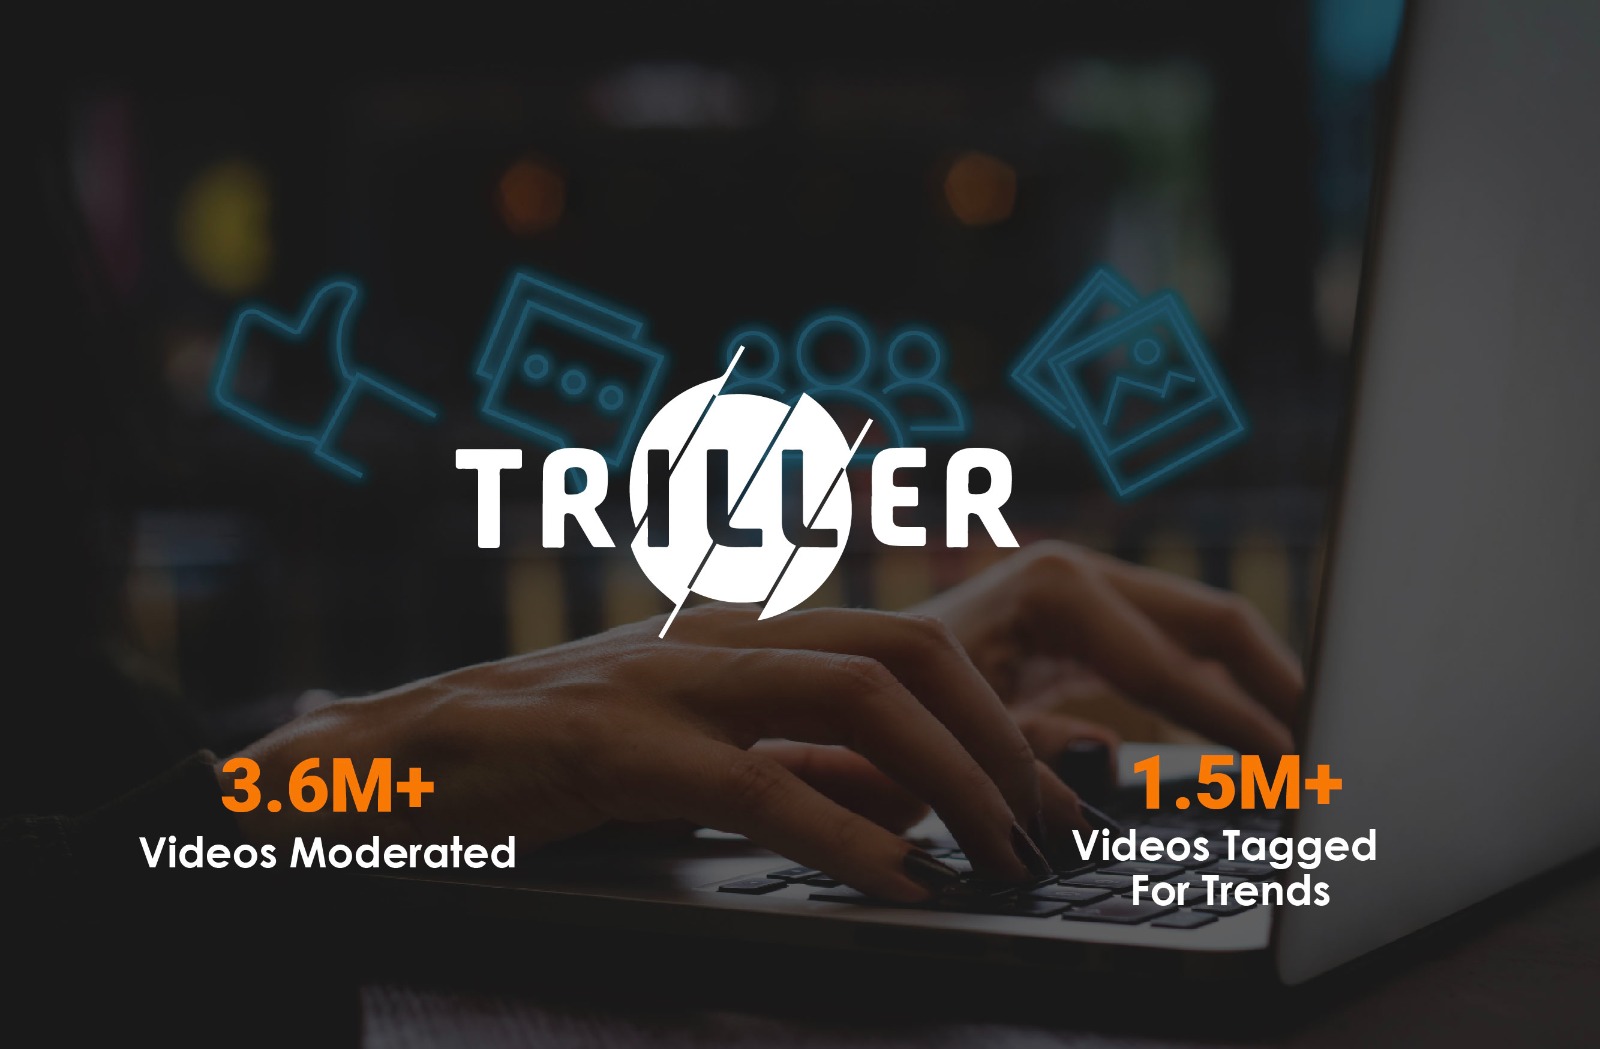 TRILLER
3.6M+
Videos Moderated
1.5M+
Videos Tagged
For Trends